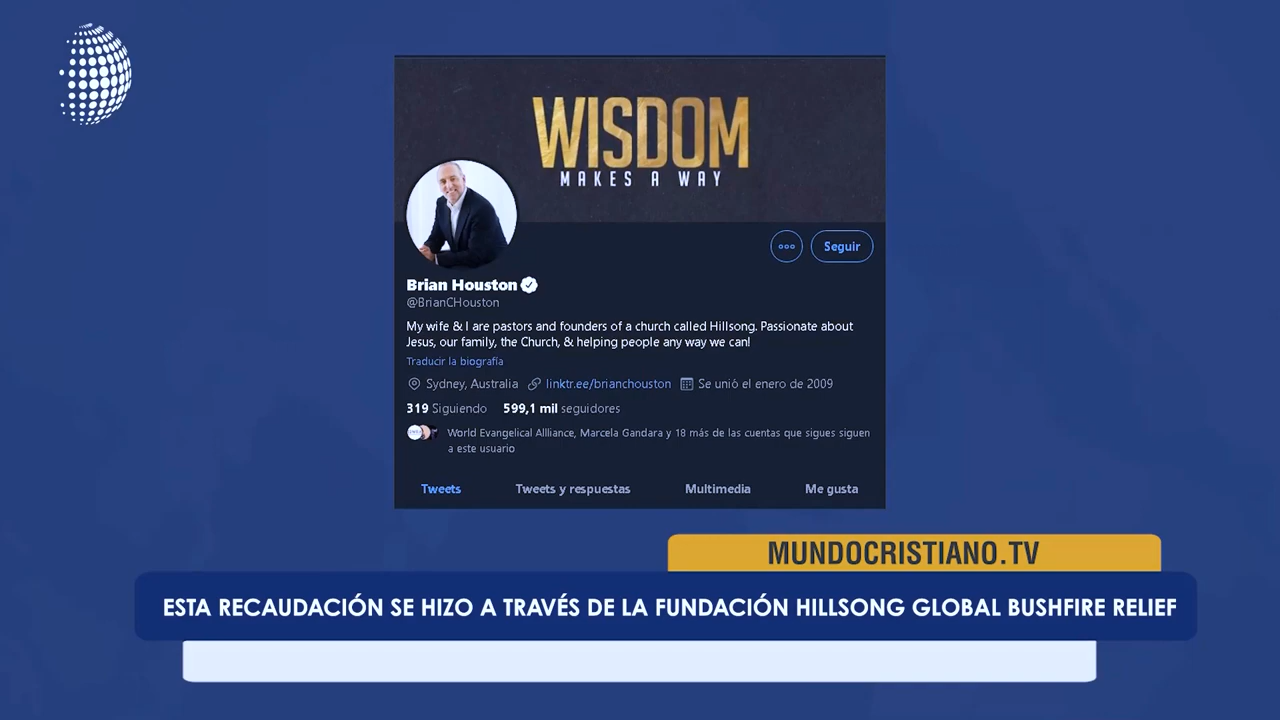 WISDOM
MAKES A WAY
Seguir
Brian Houston
@BrianCHouston
My wife & I are pastors and founders of a church called Hillsong. Passionate about
Jesus, our family, the Church, & helping people any way we can!
Traducir la biografía
Sydney, Australia linktr.ee/brianchouston Se unió el enero de 2009
319 Siguiendo 599,1 mil seguidores
World Evangelical Allliance, Marcela Gandara y 18 más de las cuentas que sigues siguen
a este usuario
Tweets Tweets y respuestas Multimedia Me gusta
MUNDOCRISTIANO.TV
ESTA RECAUDACIÓN SE HIZO A TRAVÉS DE LA FUNDACIÓN HILLSONG GLOBAL BUSHFIRE RELIEF